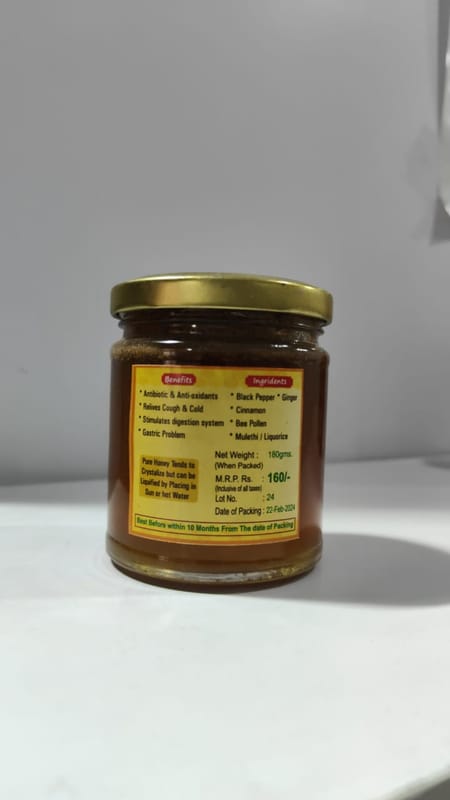 Benefits
* Antibiotic & Anti-oxidants
* Relives Cough & Cold
* Stimulates digestion system
* Gastric Problem
Ingridents
* Black Pepper * Ginger
* Cinnamon
* Bee Pollen
* Mulethi / Liquorice
Pure Honey Tends to
Crystalize but can be
Liquified by Placing in
Sun or hot Water
Net Weight : 180gms.
(When Packed)
M.R.P. Rs. : 160/-
(Inclusive of all taxes)
Lot No. : 24
Date of Packing : 22-Feb-2024
Best Before within 10 Months From The date of Packing